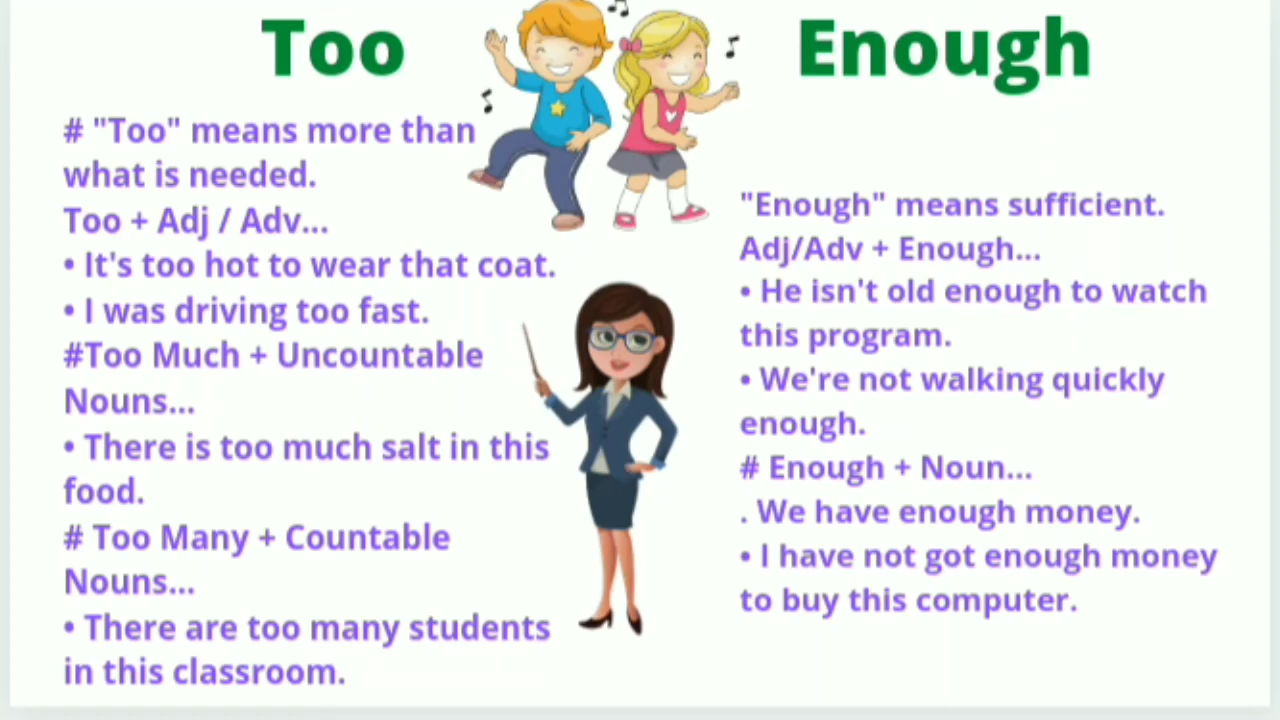 Too
# "Too" means more than
what is needed.
Too + Adj / Adv...
• It's too hot to wear that coat.
• I was driving too fast.
#Too Much + Uncountable
Nouns...
• There is too much salt in this
food.
# Too Many + Countable
Nouns...
• There are too many students
in this classroom.
Enough
"Enough" means sufficient.
Adj/Adv + Enough...
• He isn't old enough to watch
this program.
• We're not walking quickly
enough.
# Enough + Noun...
. We have enough money.
• I have not got enough money
to buy this computer.